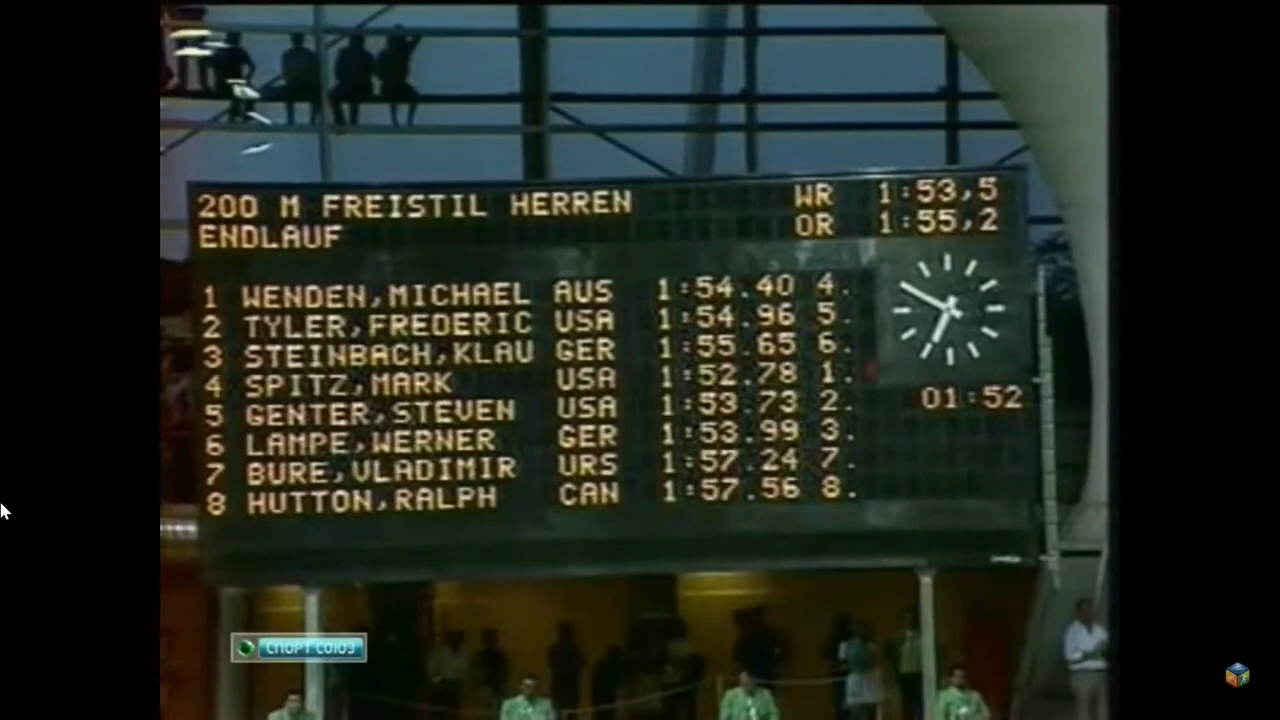 200 M FREISTIL HERREN WR 1:53,5
ENDLAUF OR 1:55,2
1 WENDEN,MICHAEL AUS 1:54.40 4.
2 TYLER,FREDERIC USA 1:54.96 5.
3 STEINBACH,KLAU GER 1:55.65 6.
4 SPITZ,MARK USA 1:52.78 1.
5 GENTER,STEVEN USA 1:53.73 2.
6 LAMPE,WERNER GER 1:53.99 3.
7 BURE,VLADIMIR URS 1:57.24 7.
8 HUTTON,RALPH CAN 1:57.56 8.
01:52
СПОРТ СОЮЗ